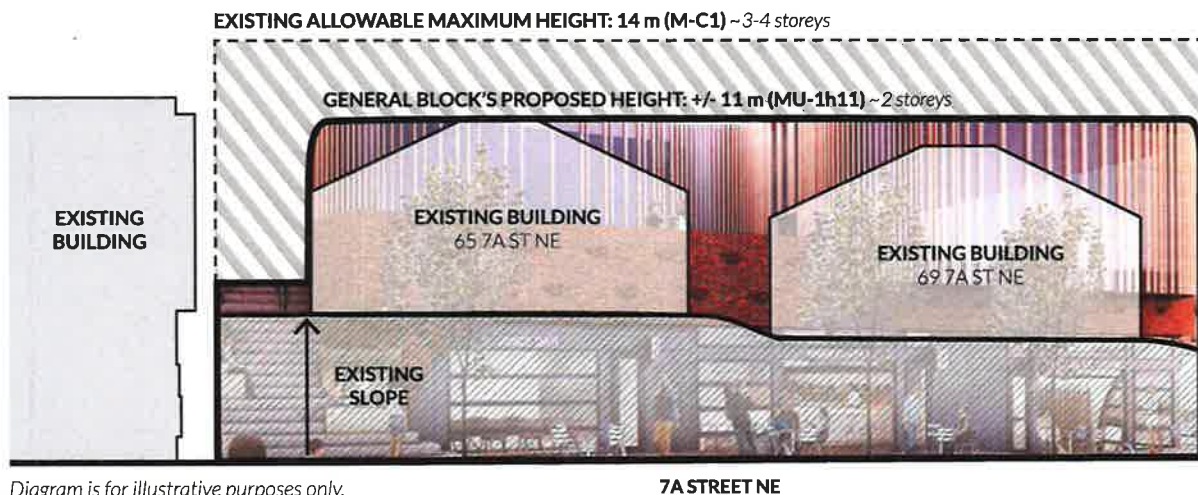 EXISTING ALLOWABLE MAXIMUM HEIGHT: 14 m (M-C1) ~3-4 storeys
GENERAL BLOCK'S PROPOSED HEIGHT: +/- 11 m (MU-1h11) ~2 storeys
EXISTING
BUILDING
EXISTING BUILDING
65 7A ST NE
EXISTING BUILDING
69 7A ST NE
EXISTING
SLOPE
Diagram is for illustrative purposes only.
7A STREET NE